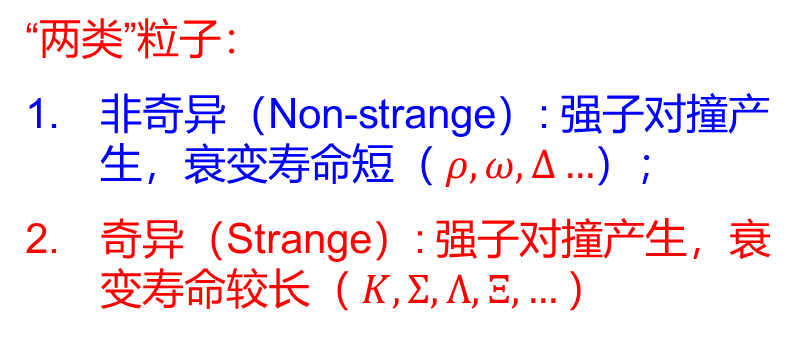 “两类”粒子：
1. 非奇异（Non-strange）: 强子对撞产
生，衰变寿命短（ρ, ω, Δ ...）；
2. 奇异（Strange）: 强子对撞产生，衰
变寿命较长（K, Σ, Λ, Ξ, ... ）